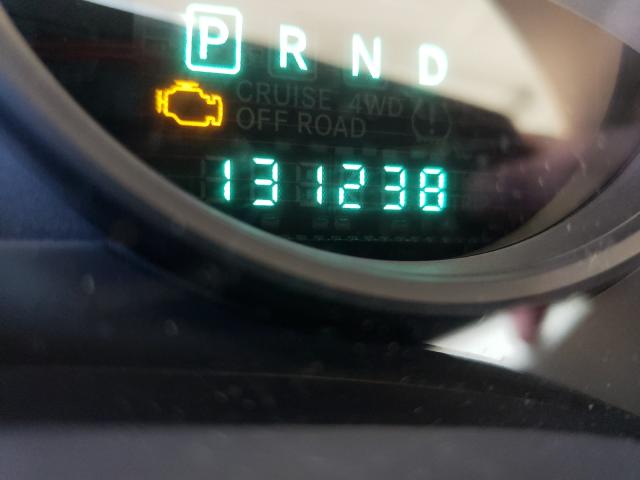 P R N D
CRUISE 4WD
OFF ROAD
131238